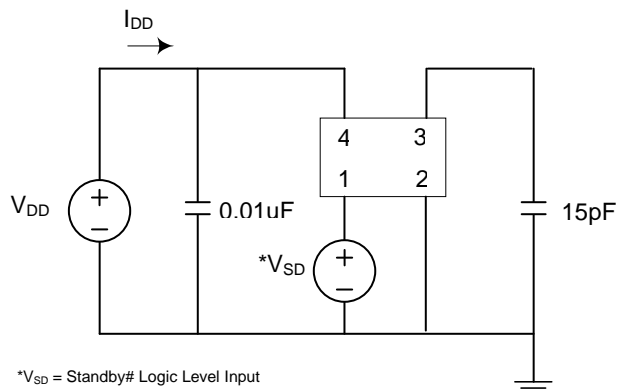 IDD
4 3
1 2
VDD
0.01uF
*VSD
15pF
*VSD = Standby# Logic Level Input